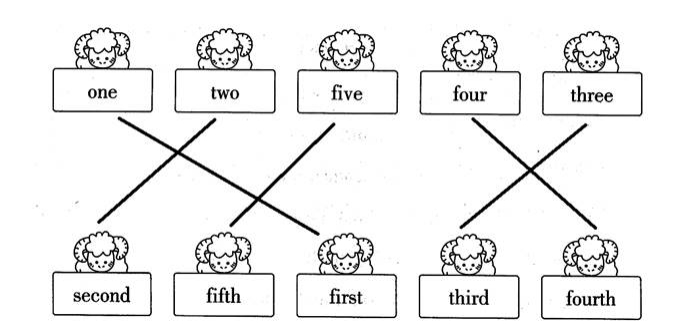 one two five four three
second fifth first third fourth